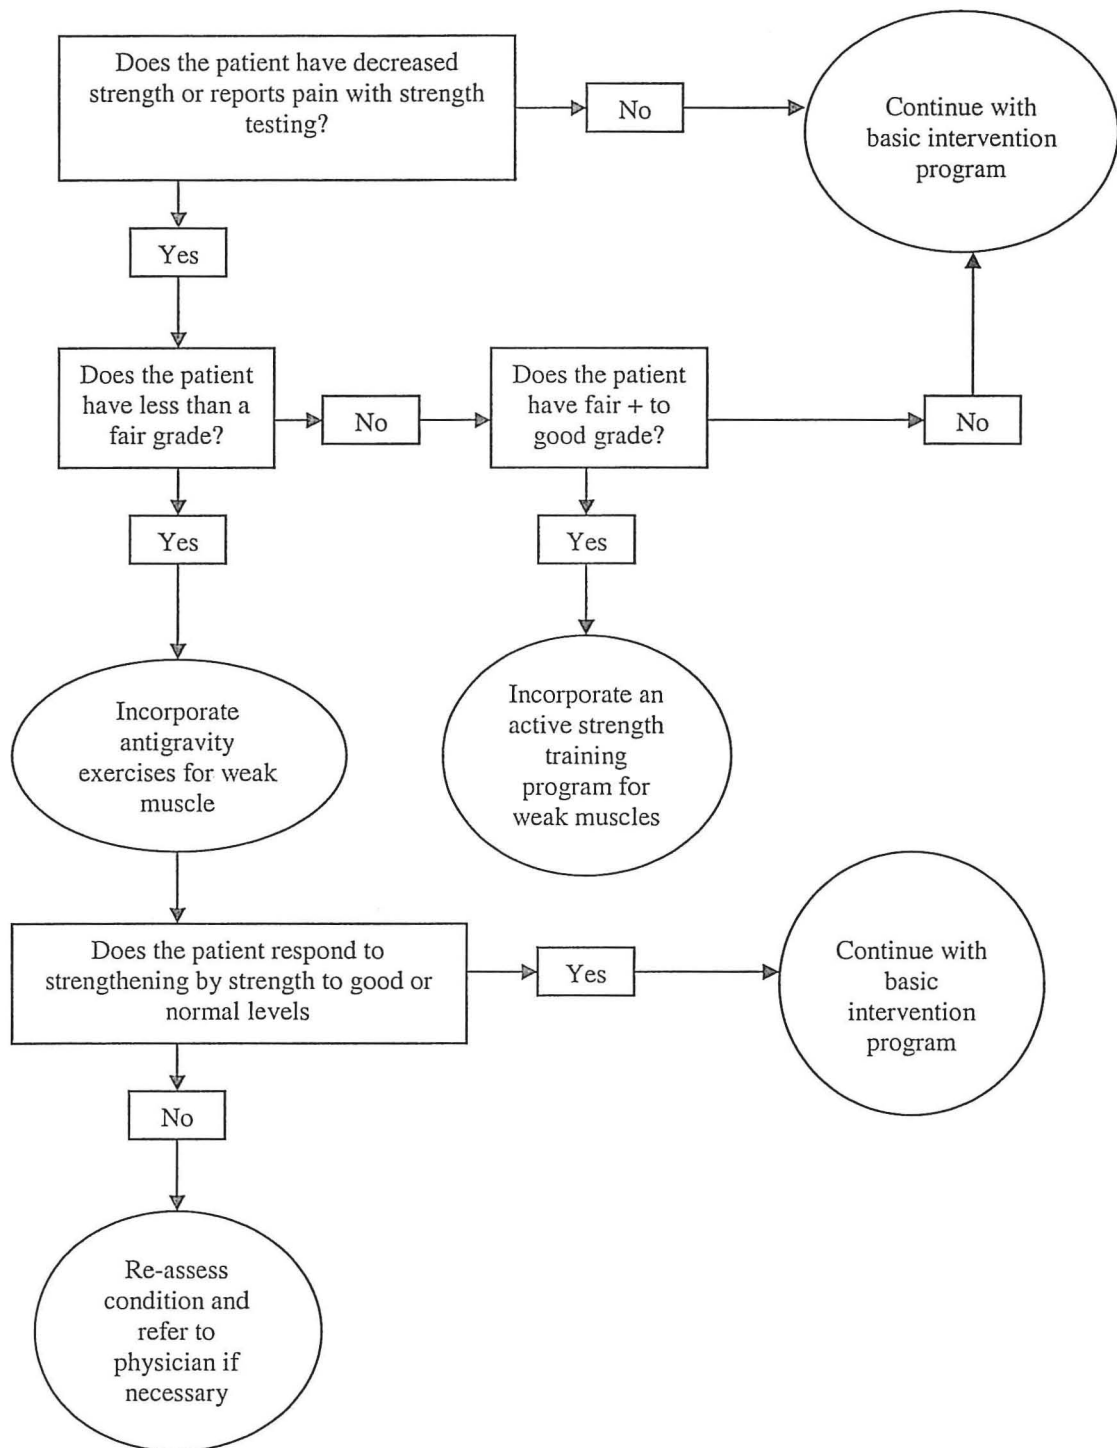 Does the patient have decreased
strength or reports pain with strength
testing?
No
Continue with
basic intervention
program
Yes
Does the patient
have less than a
fair grade?
No
Does the patient
have fair + to
good grade?
No
Yes
Yes
Incorporate
antigravity
exercises for weak
muscle
Incorporate an
active strength
training
program for
weak muscles
Does the patient respond to
strengthening by strength to good or
normal levels
Yes
Continue with
basic
intervention
program
No
Re-assess
condition and
refer to
physician if
necessary